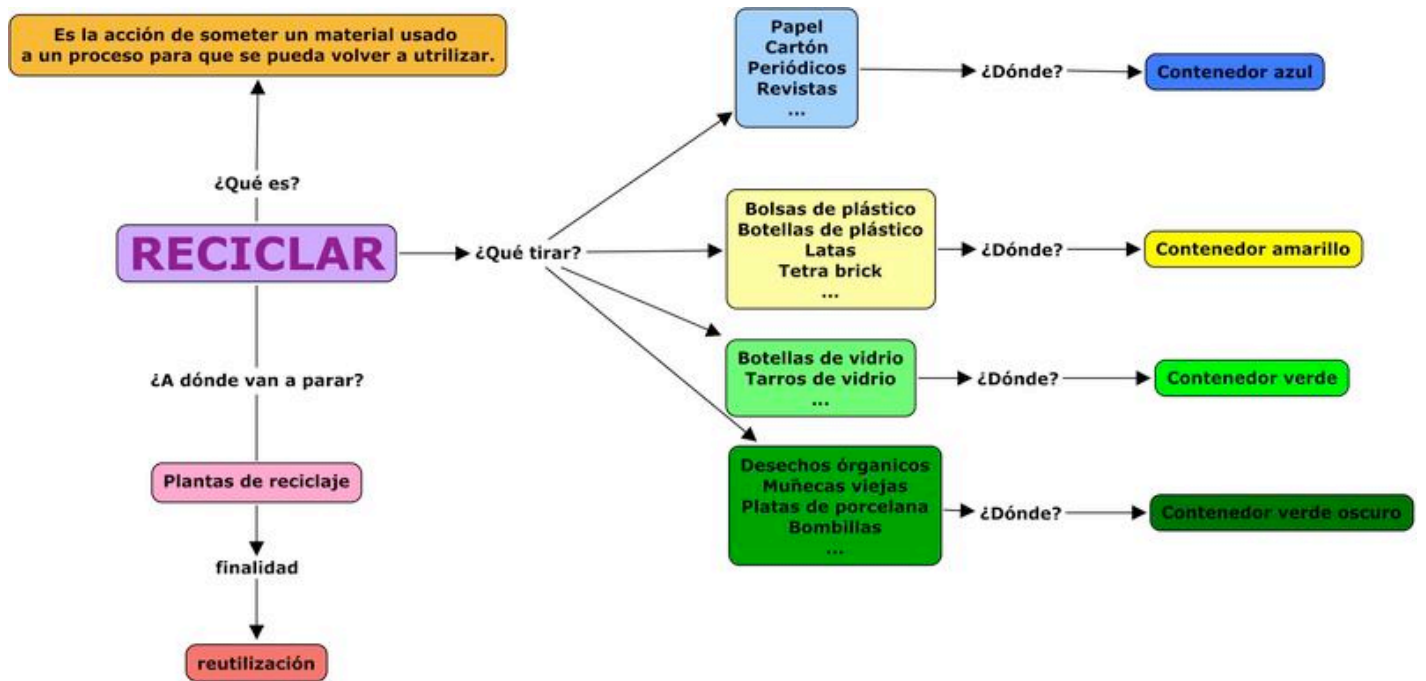 Es la acción de someter un material usado
a un proceso para que se pueda volver a utrilizar.
¿Qué es?
RECICLAR
¿A dónde van a parar?
Plantas de reciclaje
finalidad
reutilización
¿Qué tirar?
Papel
Cartón
Periódicos
Revistas
...
¿Dónde?
Contenedor azul
Bolsas de plástico
Botellas de plástico
Latas
Tetra brick
...
¿Dónde?
Contenedor amarillo
Botellas de vidrio
Tarros de vidrio
...
¿Dónde?
Contenedor verde
Desechos órganicos
Muñecas viejas
Platas de porcelana
Bombillas
...
¿Dónde?
Contenedor verde oscuro